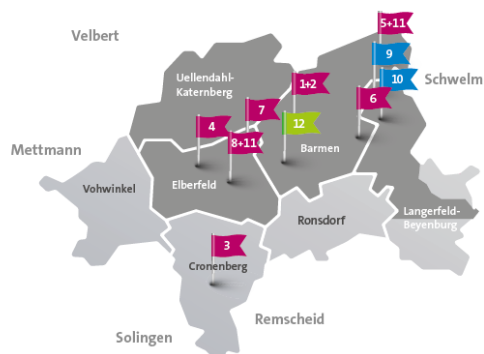 Velbert
5+11
9
Uellendahl-
Katernberg
1+2
10
Schwelm
7
6
4
12
8+11
Barmen
Mettmann
Vohwinkel
Elberfeld
Ronsdorf
Langerfeld-
Beyenburg
3
Cronenberg
Remscheid
Solingen